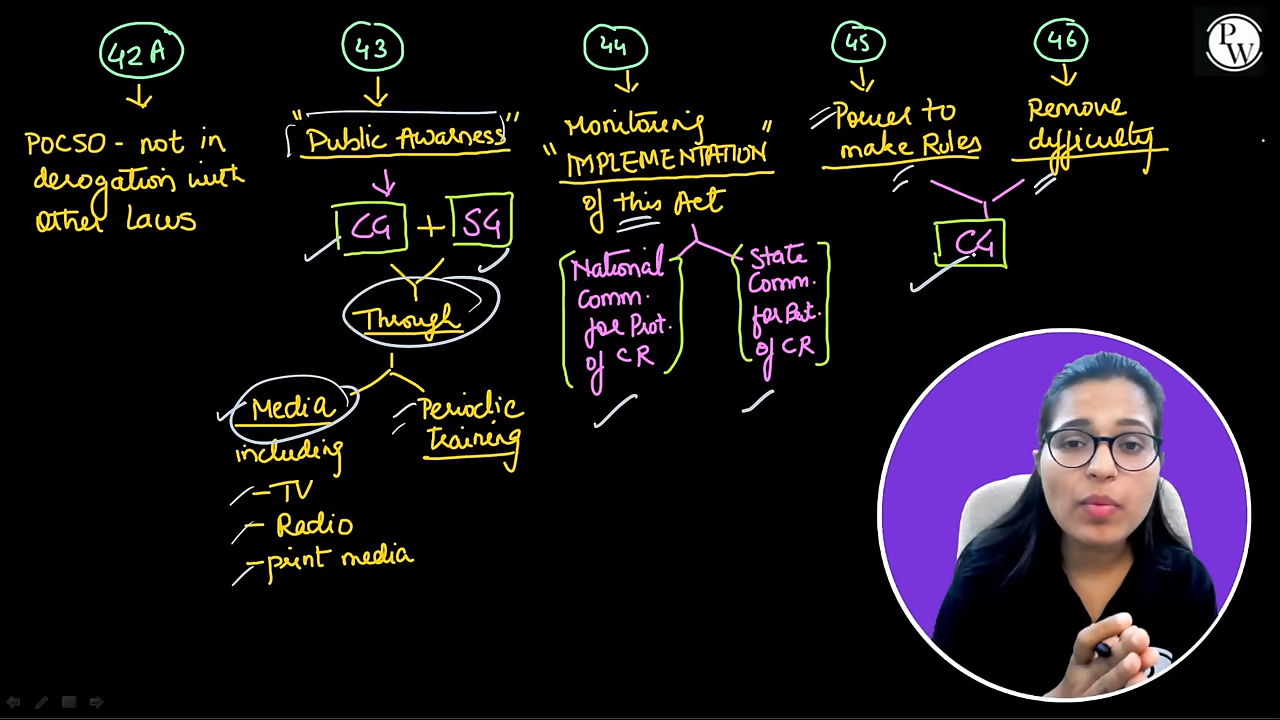 42A
POCSO - not in
derogation with
Other Laws
43
"Public Awarness"
CG + SG
Through
Media
including
- TV
- Radio
- print media
Periodic
training
44
Monitoring
"IMPLEMENTATION"
of this Act
National
Comm.
for Prot.
of CR
State
Comm.
for Prot.
of CR
45
Power to
make Rules
46
Remove
difficulty
CG
PW